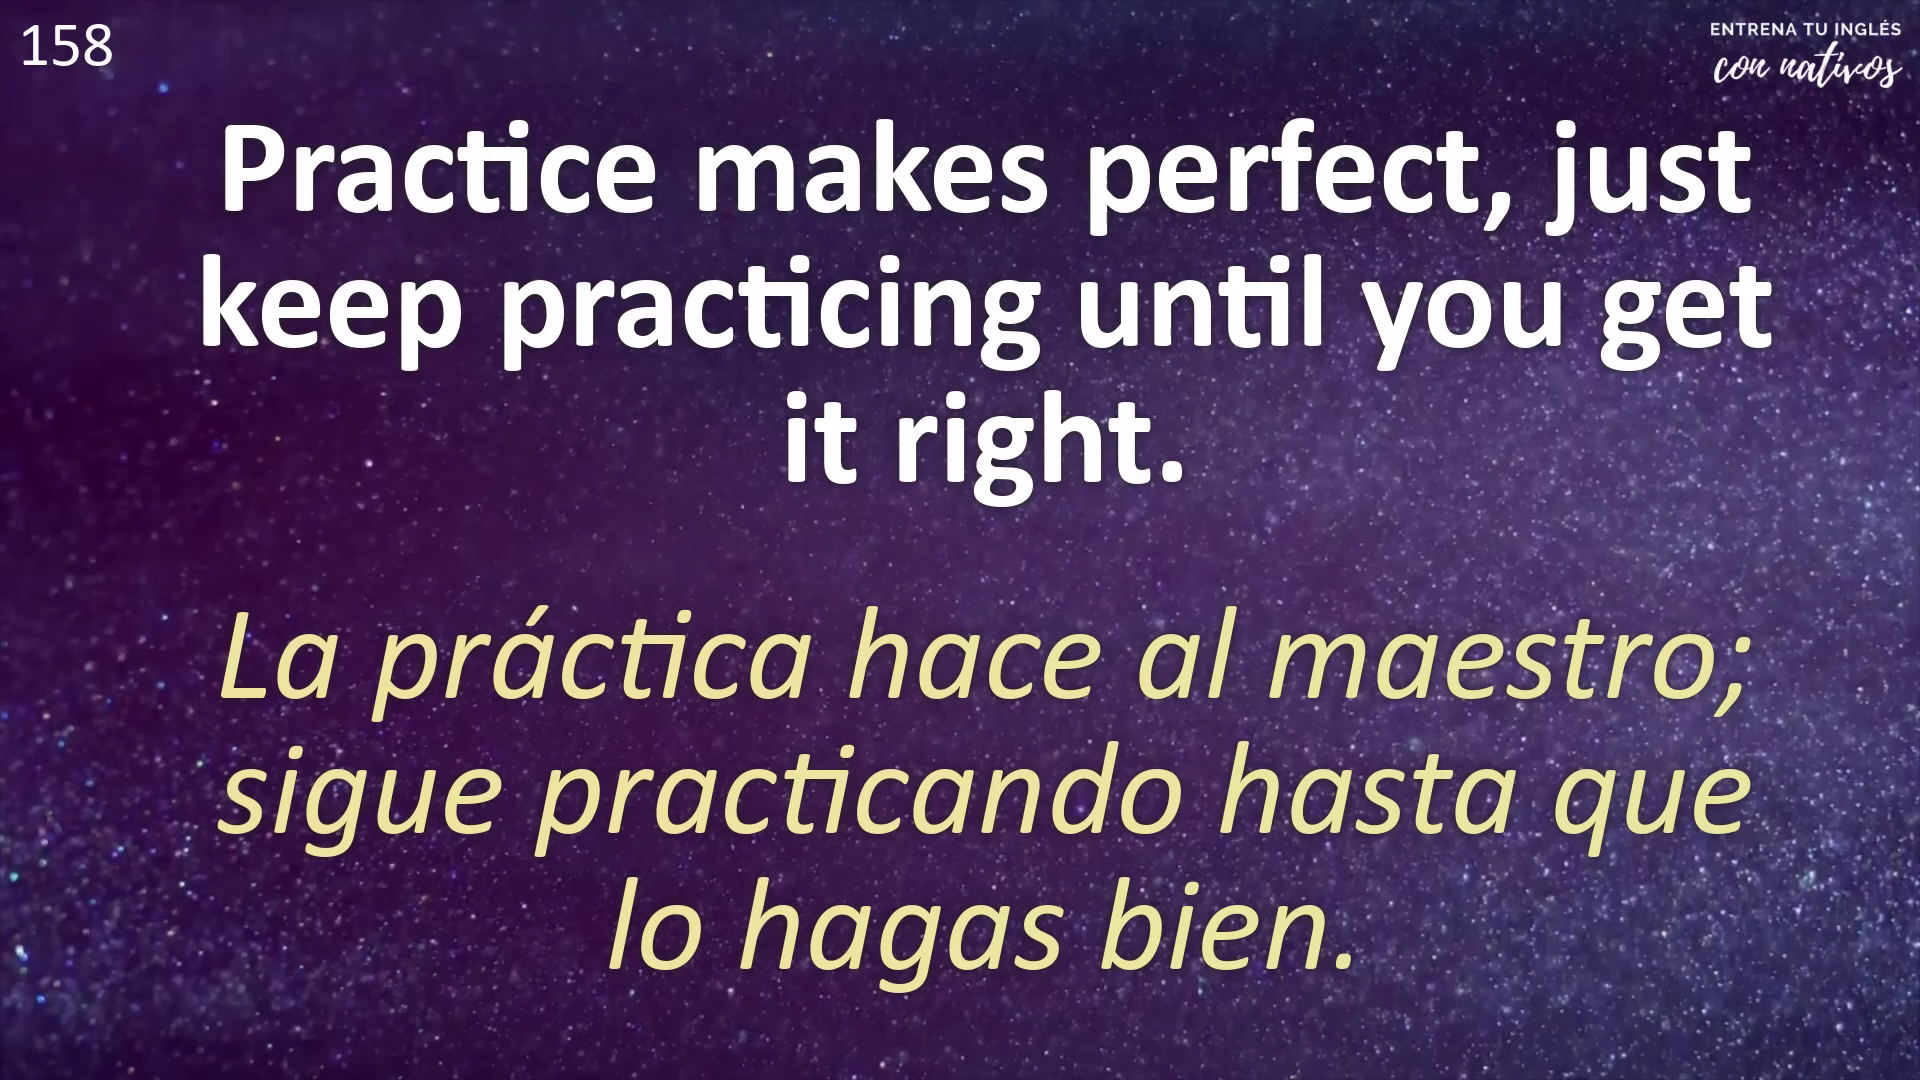 158
ENTRENA TU INGLÉS
con nativos
Practice makes perfect, just
keep practicing until you get
it right.
La práctica hace al maestro;
sigue practicando hasta que
lo hagas bien.